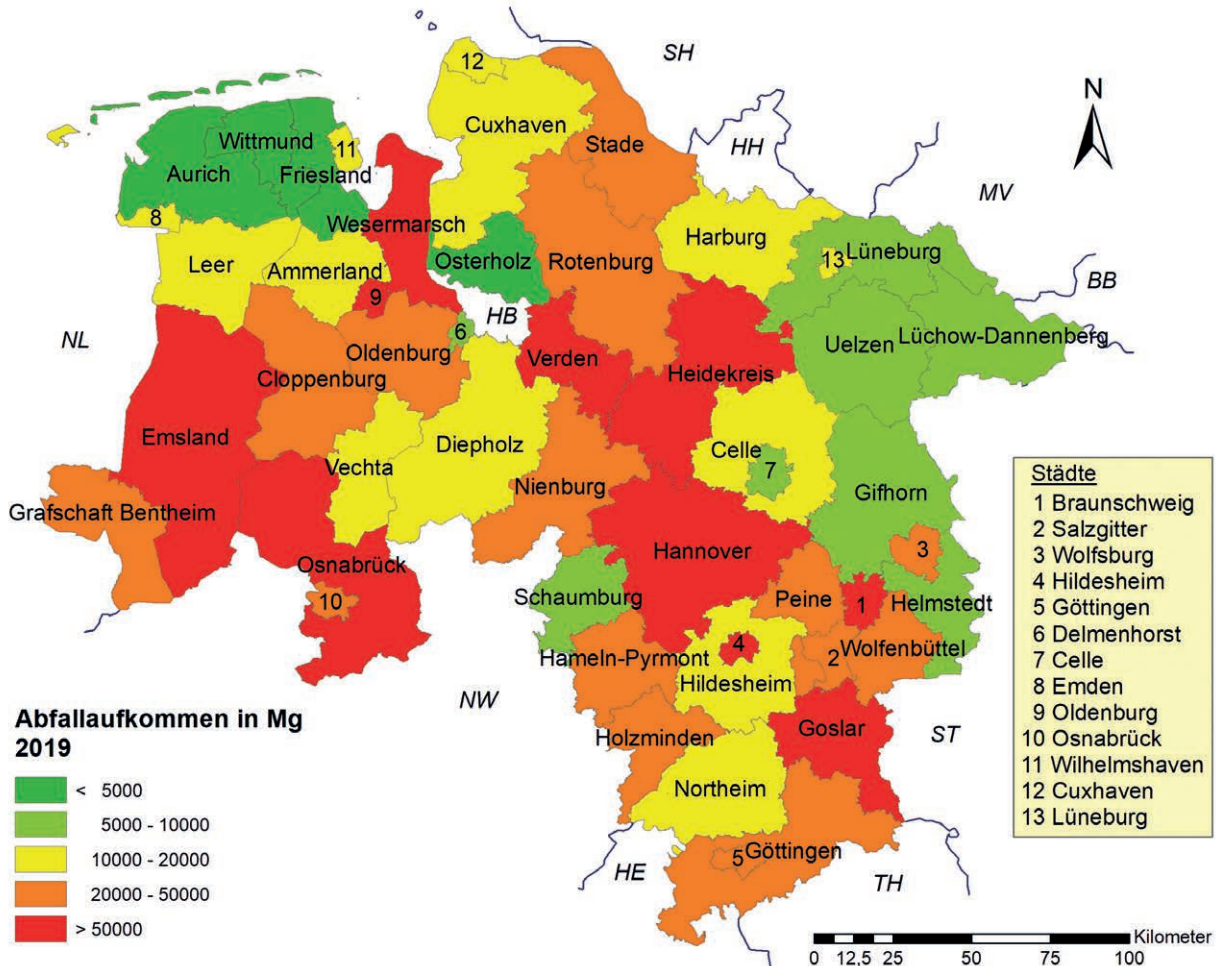 SH
12
N
Cuxhaven
Stade
HH
Wittmund
11
MV
Aurich
Friesland
8
Wesermarsch
Harburg
Lüneburg
13
Leer
Ammerland
Osterholz
Rotenburg
BB
9
HB
NL
6
Oldenburg
Verden
Uelzen
Lüchow-Dannenberg
Cloppenburg
Heidekreis
Emsland
Diepholz
Celle
Vechta
7
Nienburg
Gifhorn
Grafschaft Bentheim
Hannover
3
Osnabrück
10
Schaumburg
Peine
1
Helmstedt
4
Wolfenbüttel
2
Hameln-Pyrmont
Hildesheim
NW
Goslar
ST
Holzminden
Northeim
5
Göttingen
HE
TH
Städte
1 Braunschweig
2 Salzgitter
3 Wolfsburg
4 Hildesheim
5 Göttingen
6 Delmenhorst
7 Celle
8 Emden
9 Oldenburg
10 Osnabrück
11 Wilhelmshaven
12 Cuxhaven
13 Lüneburg
Abfallaufkommen in Mg
2019
< 5000
5000 - 10000
10000 - 20000
20000 - 50000
> 50000
Kilometer
0 12,5 25 50 75 100